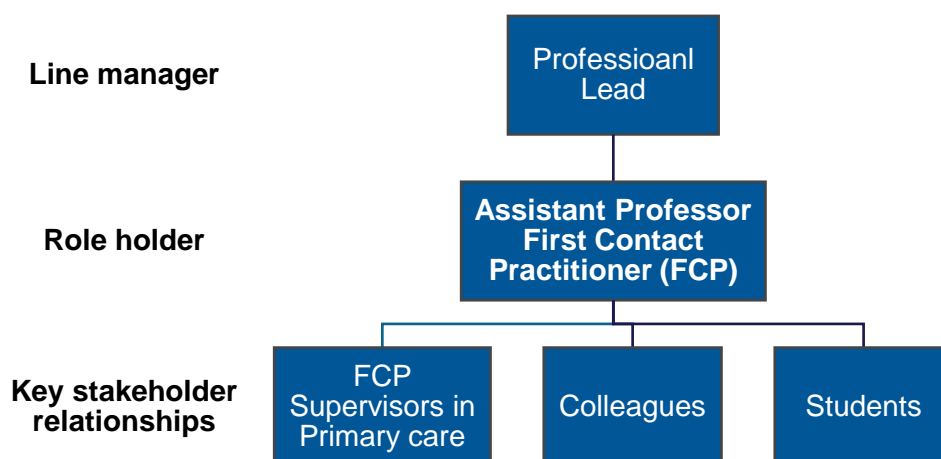 Line manager
Professioanl
Lead
Role holder
Assistant Professor
First Contact
Practitioner (FCP)
Key stakeholder
relationships
FCP
Supervisors in
Primary care
Colleagues
Students